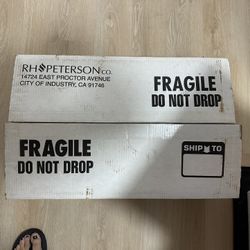 RH PETERSON CO.
14724 EAST PROCTOR AVENUE
CITY OF INDUSTRY, CA 91746
FRAGILE
DO NOT DROP
FRAGILE
DO NOT DROP
SHIP TO